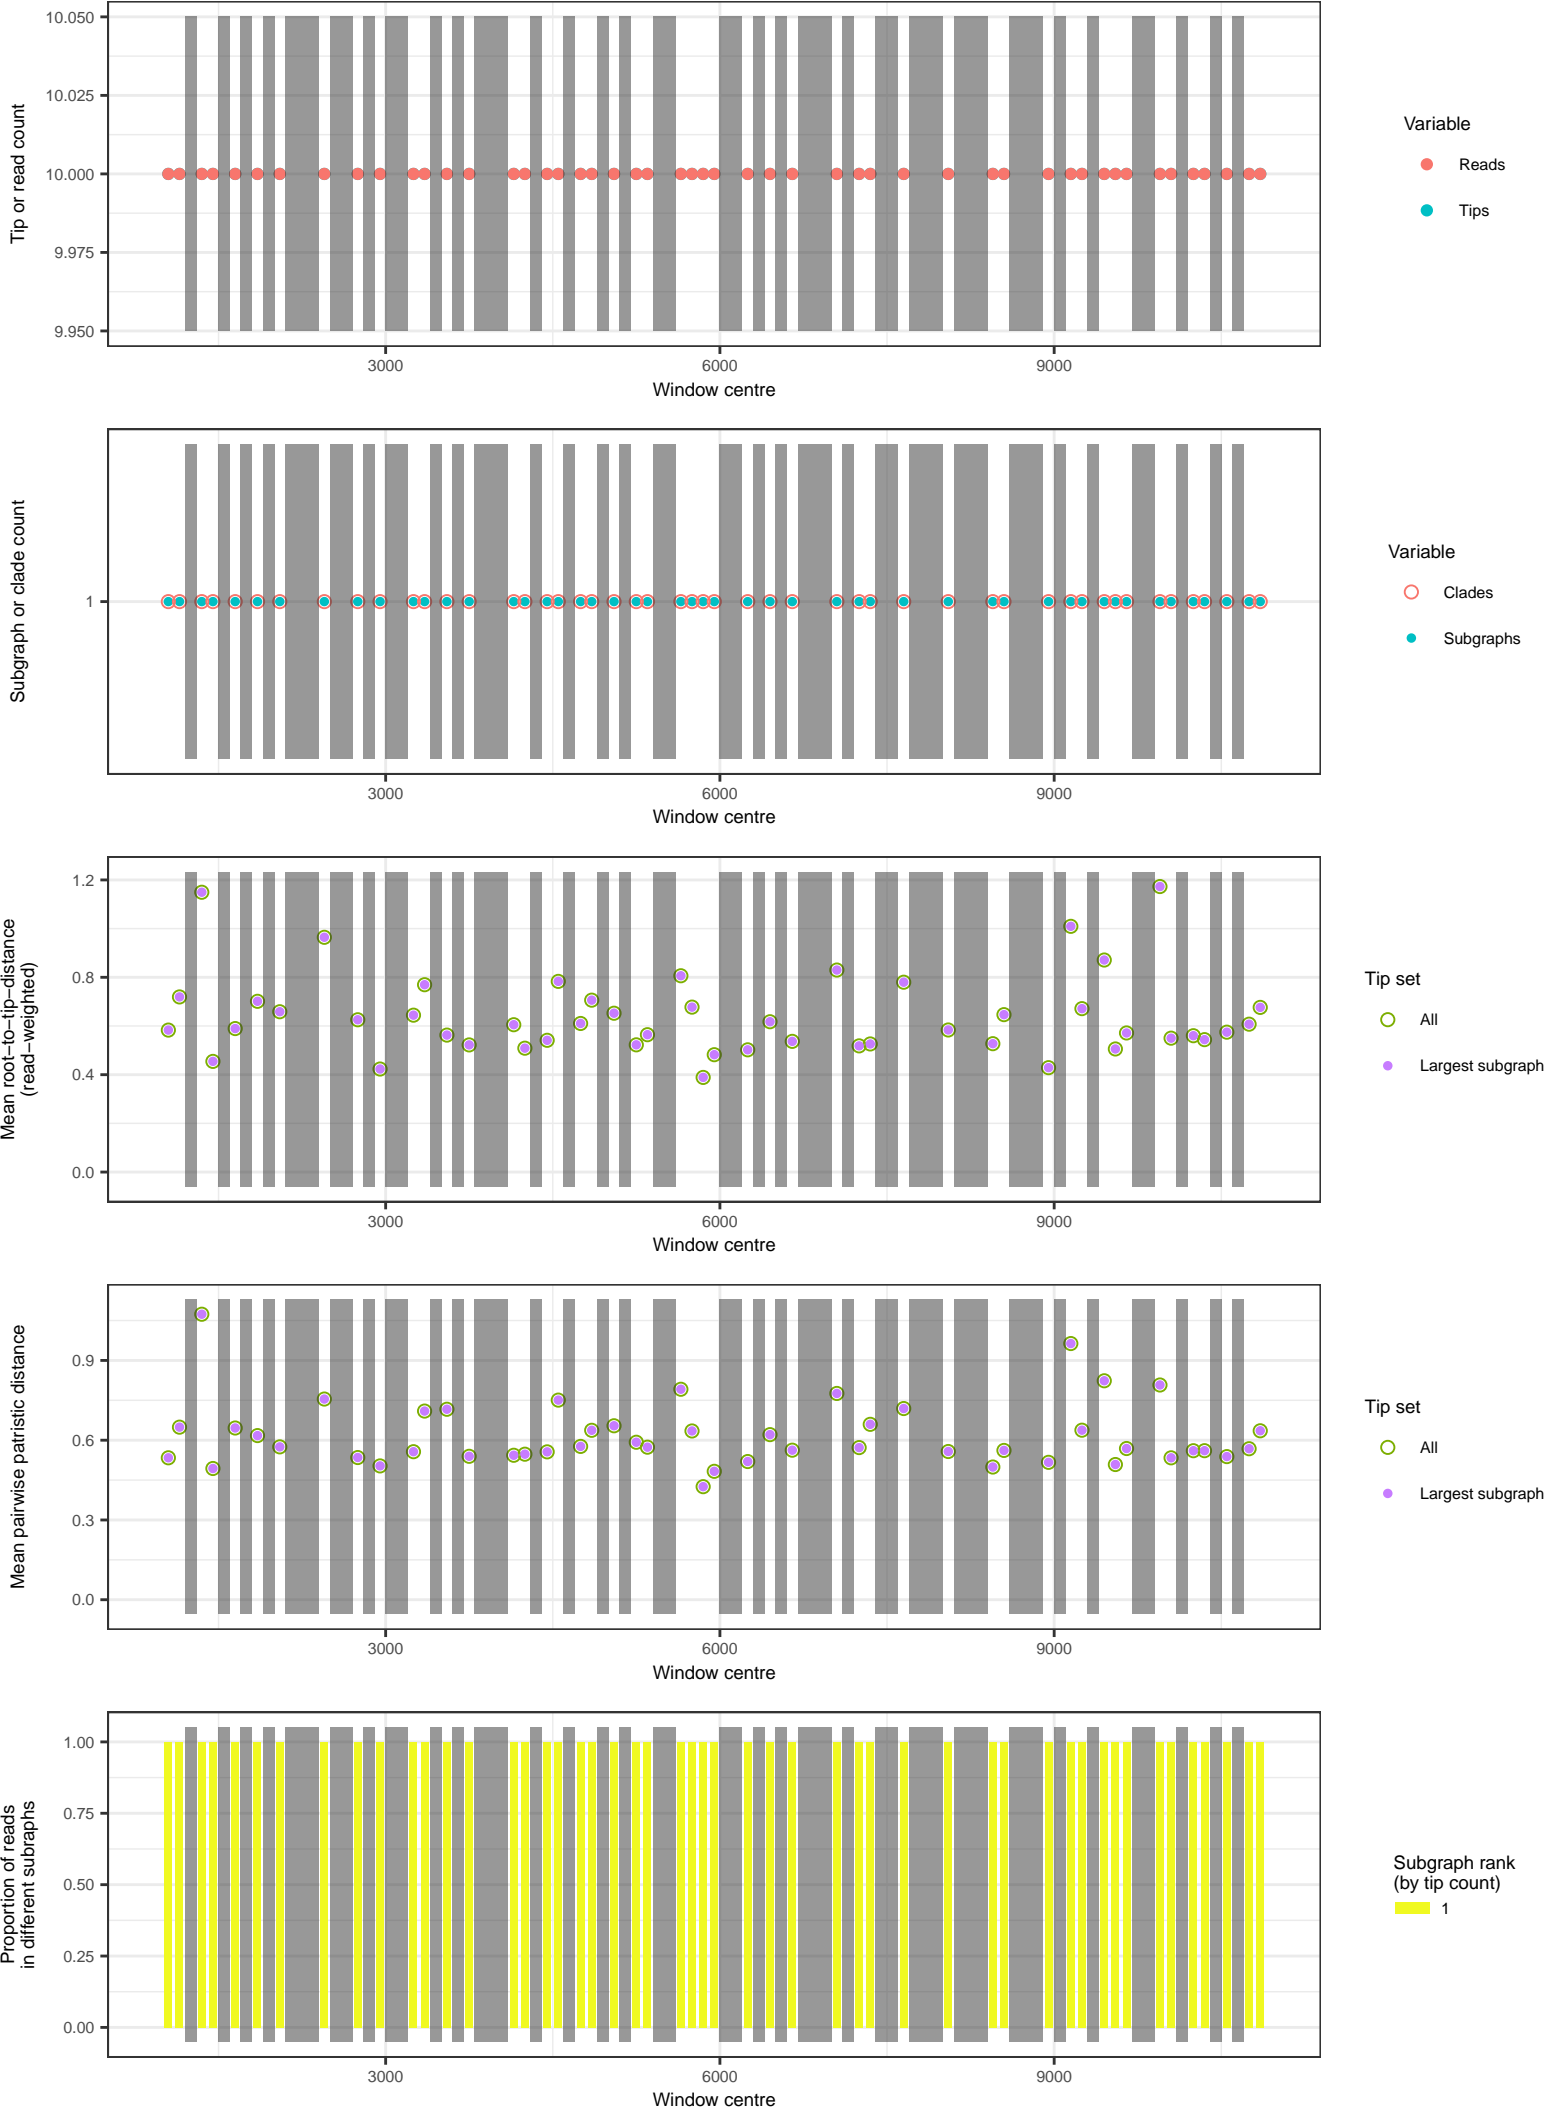 10.050
10.025
10.000
9.975
9.950
Tip or read count
3000
6000
9000
Window centre
Variable
Reads
Tips
1
Subgraph or clade count
3000
6000
9000
Window centre
Variable
Clades
Subgraphs
1.2
0.8
0.4
0.0
Mean root−to−tip−distance
(read−weighted)
3000
6000
9000
Window centre
Tip set
All
Largest subgraph
0.9
0.6
0.3
0.0
Mean pairwise patristic distance
3000
6000
9000
Window centre
Tip set
All
Largest subgraph
1.00
0.75
0.50
0.25
0.00
Proportion of reads
in different subraphs
3000
6000
9000
Window centre
Subgraph rank
(by tip count)
1